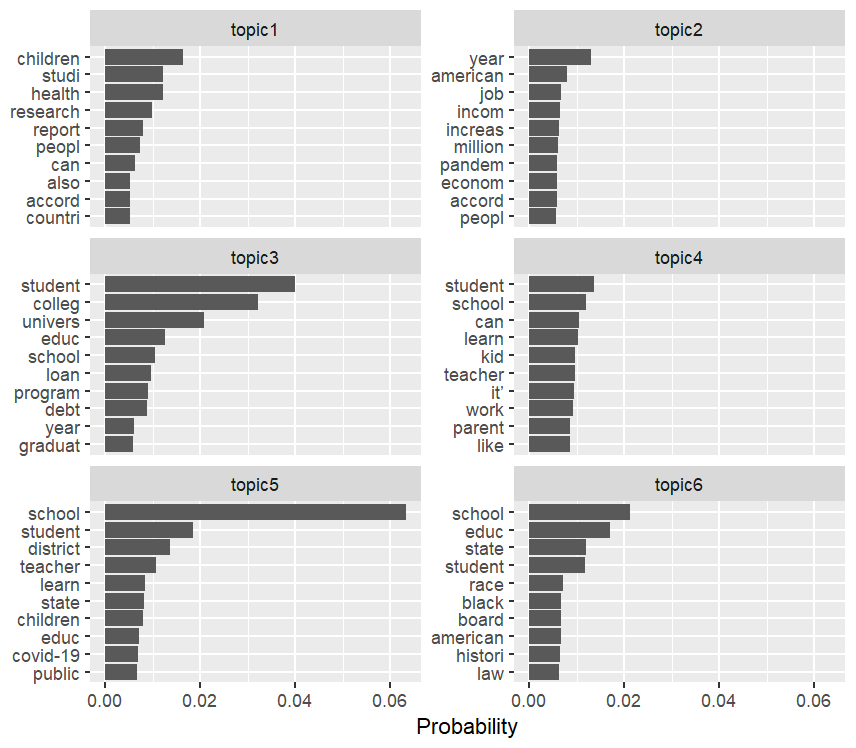 topic1
children
studi
health
research
report
peopl
can
also
accord
countri
topic2
year
american
job
incom
increas
million
pandem
econom
accord
peopl
topic3
student
colleg
univers
educ
school
loan
program
debt
year
graduat
topic4
student
school
can
learn
kid
teacher
it’
work
parent
like
topic5
school
student
district
teacher
learn
state
children
educ
covid-19
public
0.00 0.02 0.04 0.06
topic6
school
educ
state
student
race
black
board
american
histori
law
0.00 0.02 0.04 0.06
Probability